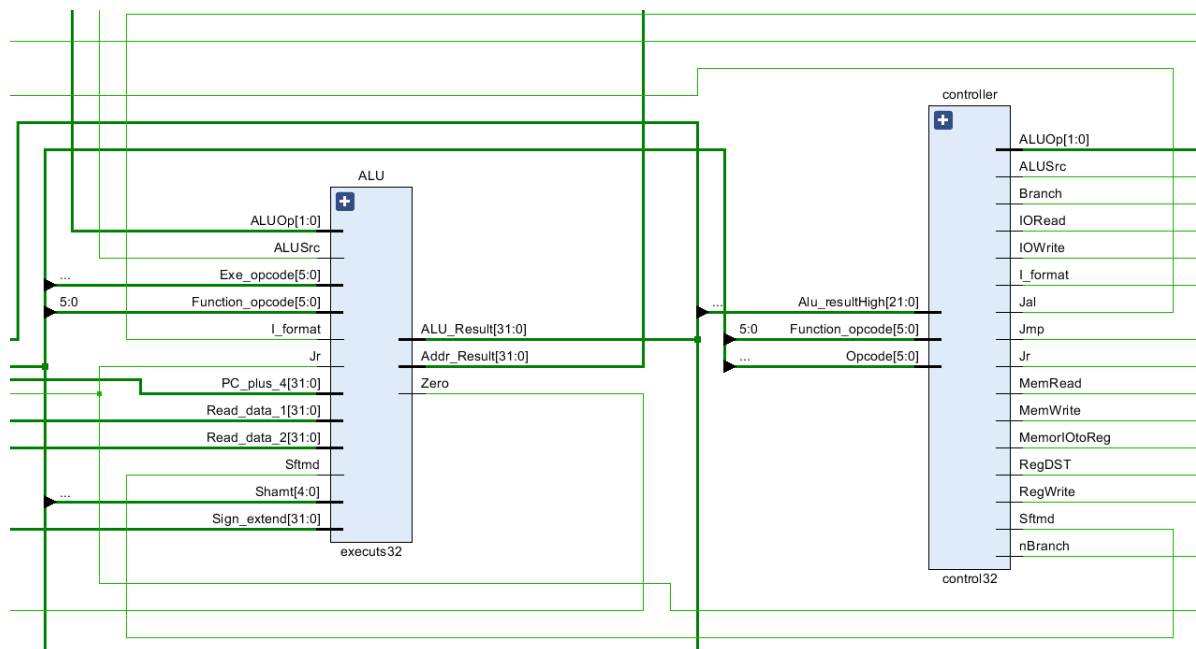 ALU
ALUOp[1:0]
ALUSrc
...
Exe_opcode[5:0]
5:0
Function_opcode[5:0]
I_format
Jr
PC_plus_4[31:0]
Read_data_1[31:0]
Read_data_2[31:0]
Sftmd
...
Shamt[4:0]
Sign_extend[31:0]
ALU_Result[31:0]
Addr_Result[31:0]
Zero
executs32
controller
...
Alu_resultHigh[21:0]
5:0
Function_opcode[5:0]
...
Opcode[5:0]
ALUOp[1:0]
ALUSrc
Branch
IORead
IOWrite
I_format
Jal
Jmp
Jr
MemRead
MemWrite
MemorIOtoReg
RegDST
RegWrite
Sftmd
nBranch
control32